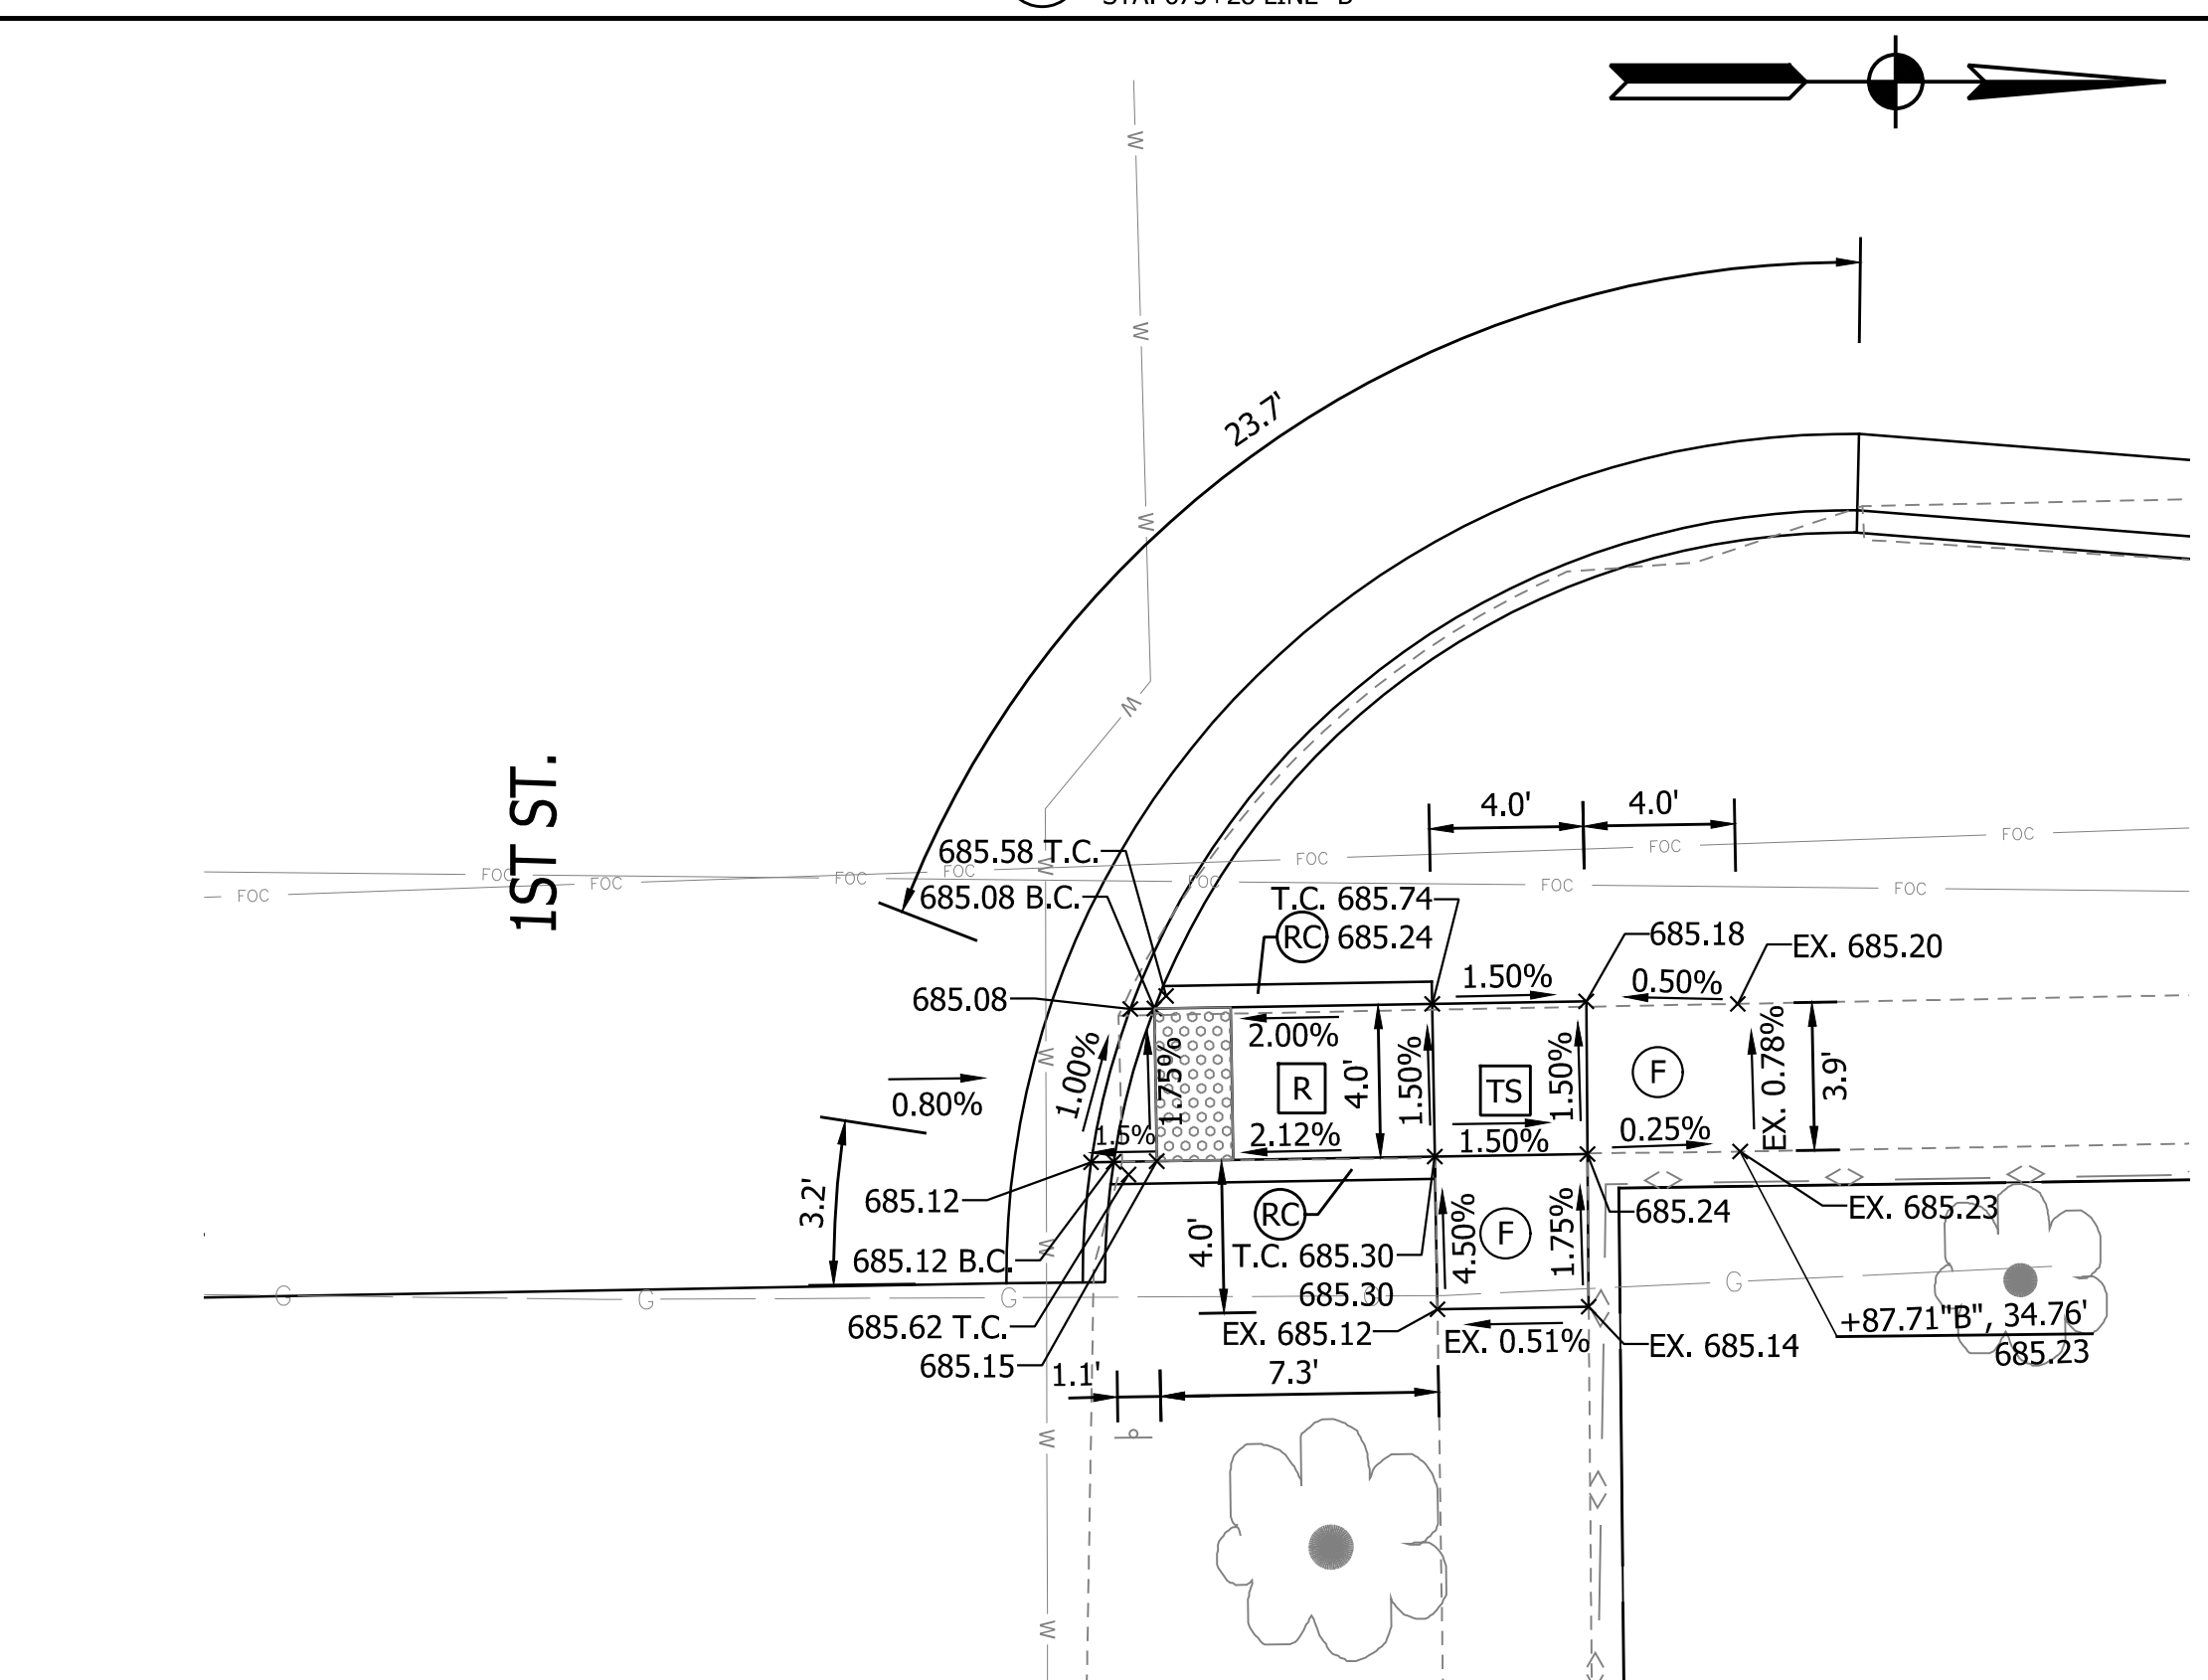 W
W
W
W
W
W
W
W
W
W
23.7'
1ST ST.
4.0'
4.0'
FOC
FOC
FOC
FOC
FOC
FOC
FOC
FOC
FOC
FOC
FOC
685.58 T.C.
685.08 B.C.
T.C. 685.74
RC 685.24
685.18
EX. 685.20
685.08
1.50%
0.50%
2.00%
1.00%
1.75%
R
4.0'
1.50%
TS
1.50%
F
EX. 0.78%
3.9'
0.80%
1.5%
2.12%
1.50%
0.25%
3.2'
685.12
685.24
EX. 685.23
685.12 B.C.
4.0'
RC
T.C. 685.30
685.30
4.50%
F
1.75%
G
G
G
G
G
685.62 T.C.
EX. 685.12
EX. 0.51%
EX. 685.14
+87.71"B", 34.76'
685.23
685.15
1.1'
7.3'